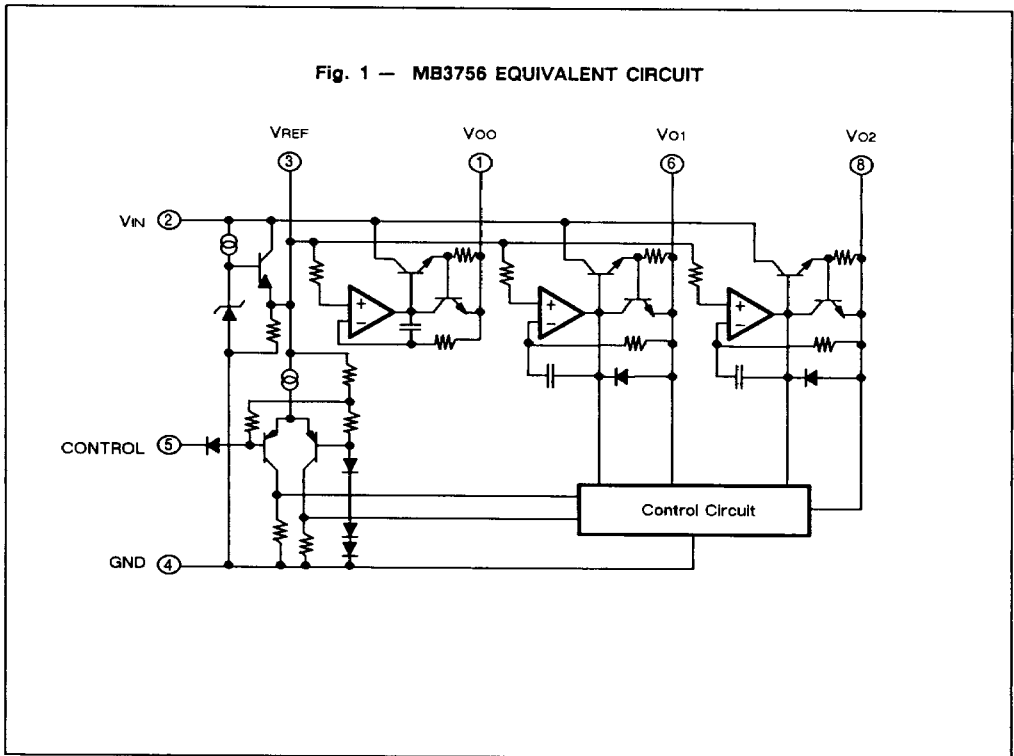 Fig. 1 — MB3756 EQUIVALENT CIRCUIT
VREF VOO VO1 VO2
3 1 6 8
VIN 2
+ + +
− − −
CONTROL 5
Control Circuit
GND 4